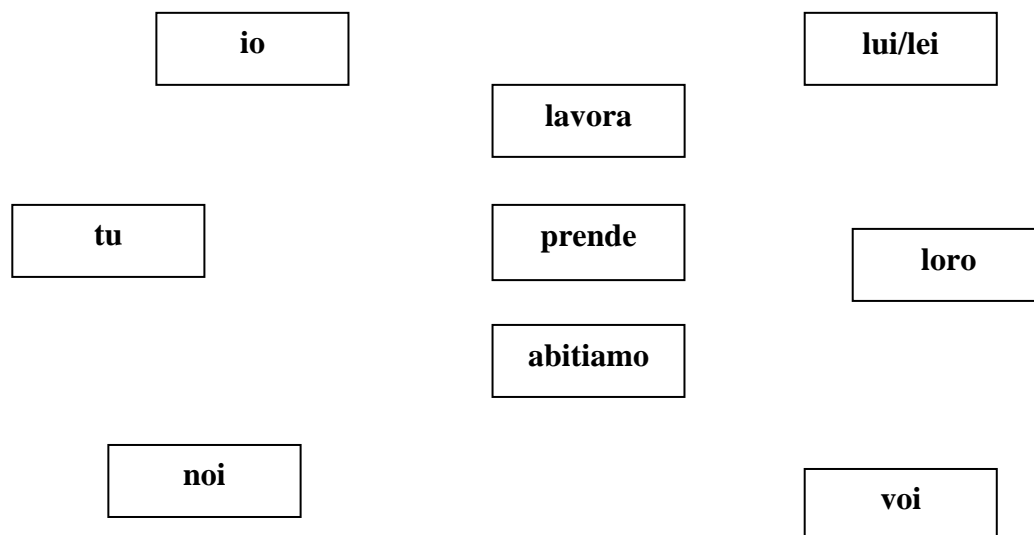 io
lui/lei
lavora
tu
prende
loro
abitiamo
noi
voi